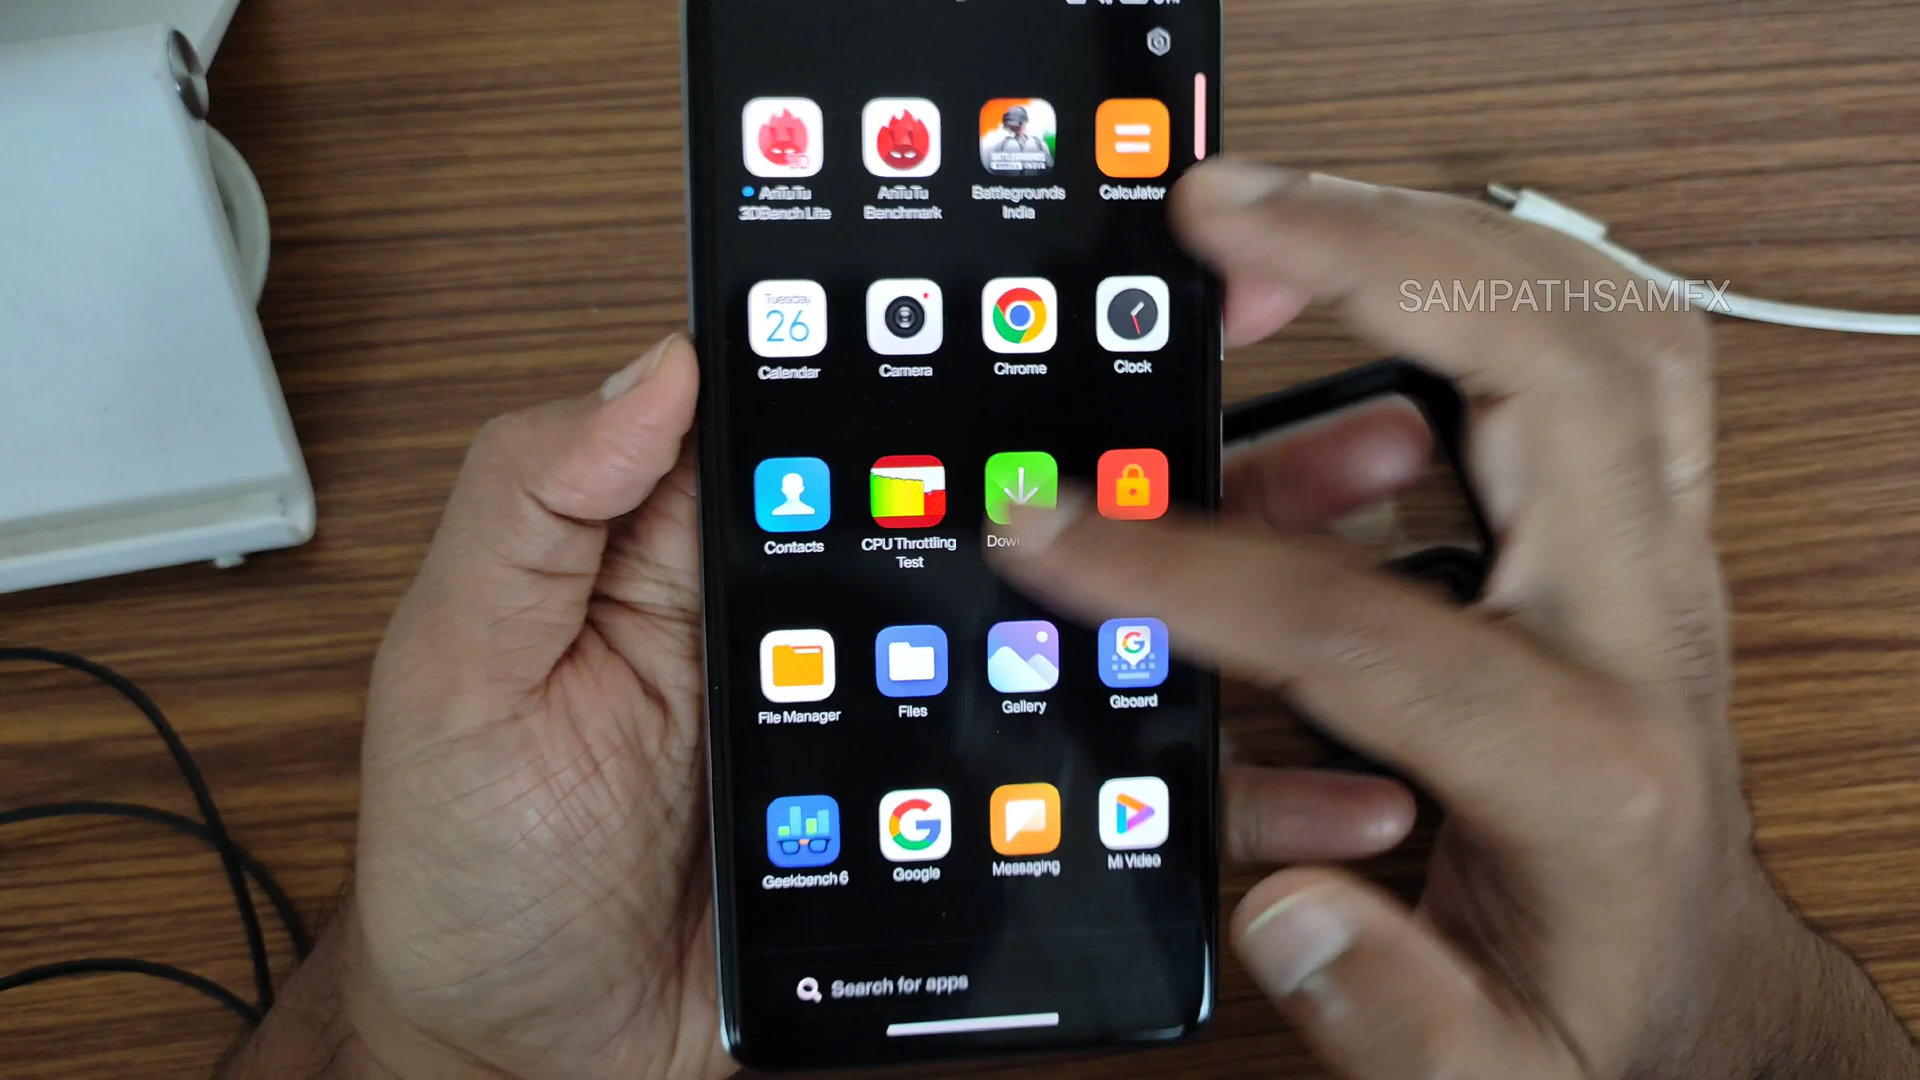 AnTuTu
3DBench Lite
AnTuTu
Benchmark
Battlegrounds
India
Calculator
Tuesday
26
Calendar
Camera
Chrome
Clock
SAMPATHSAMFX
Contacts
CPU Throttling
Test
File Manager
Files
Gallery
Gboard
Geekbench 6
Google
Messaging
Mi Video
Search for apps